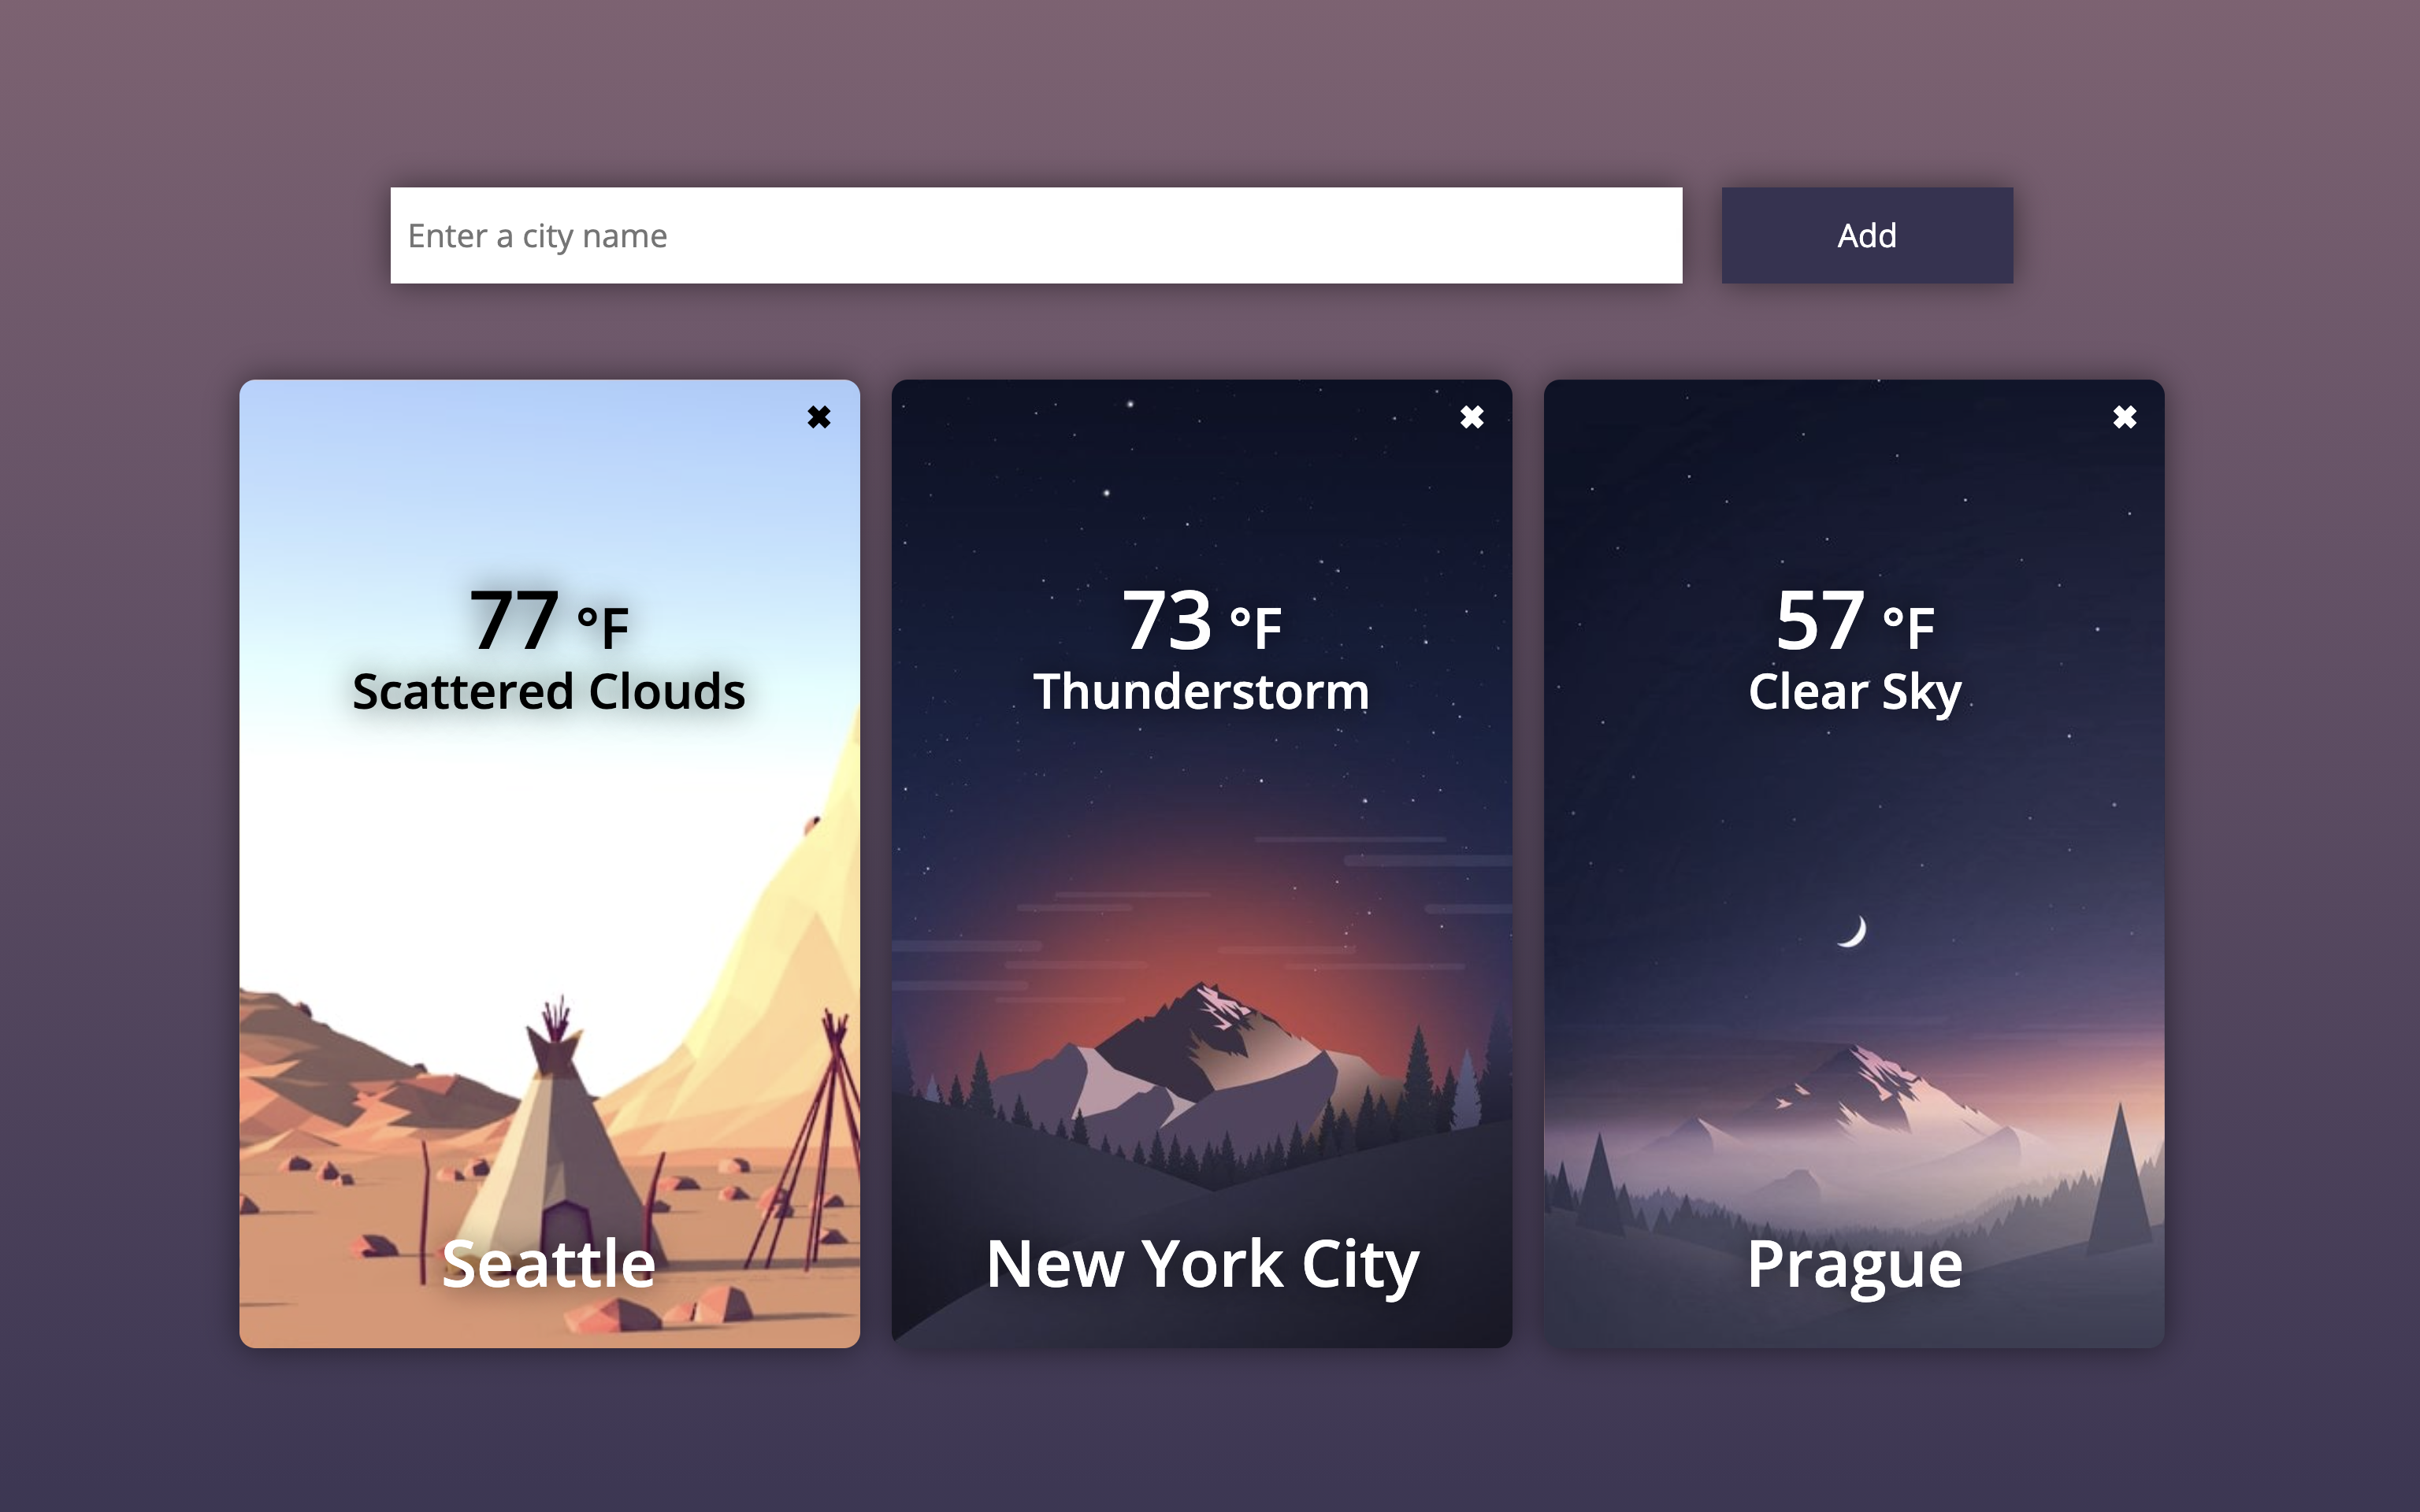 Enter a city name
Add
✖
77 °F
Scattered Clouds
Seattle
✖
73 °F
Thunderstorm
New York City
✖
57 °F
Clear Sky
Prague